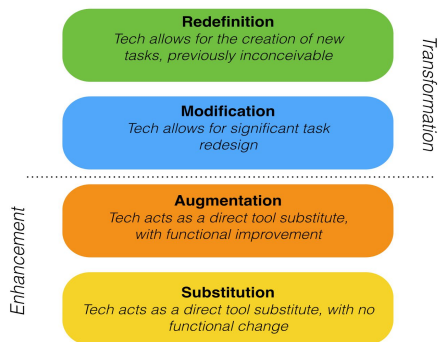 Redefinition
Tech allows for the creation of new
tasks, previously inconceivable
Modification
Tech allows for significant task
redesign
Transformation
Augmentation
Tech acts as a direct tool substitute,
with functional improvement
Substitution
Tech acts as a direct tool substitute, with no
functional change
Enhancement